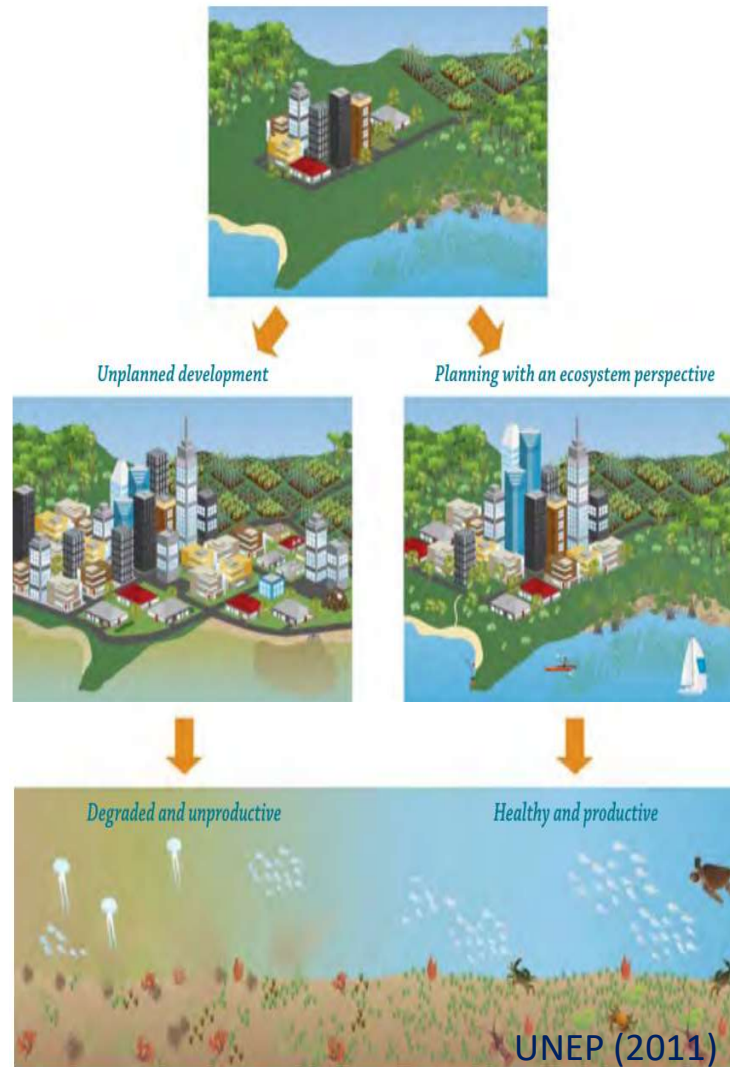 Unplanned development
Planning with an ecosystem perspective
Degraded and unproductive
Healthy and productive
UNEP (2011)